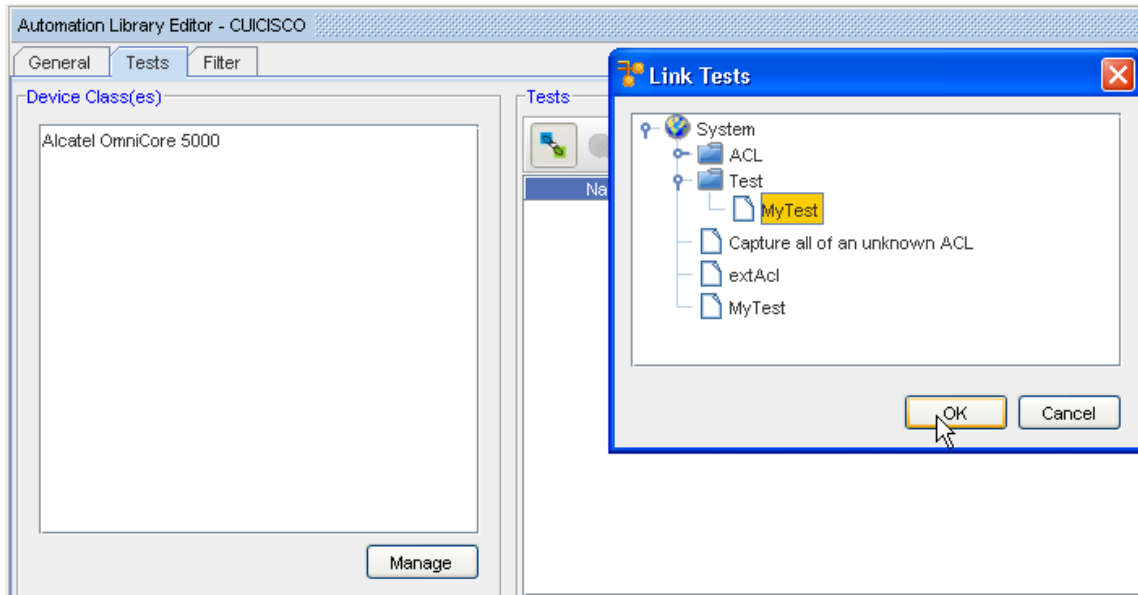 Automation Library Editor - CUICISCO
General Tests Filter
Device Class(es)
Alcatel OmniCore 5000
Manage
Tests
Na
Link Tests
System
ACL
Test
MyTest
Capture all of an unknown ACL
extAcl
MyTest
OK Cancel